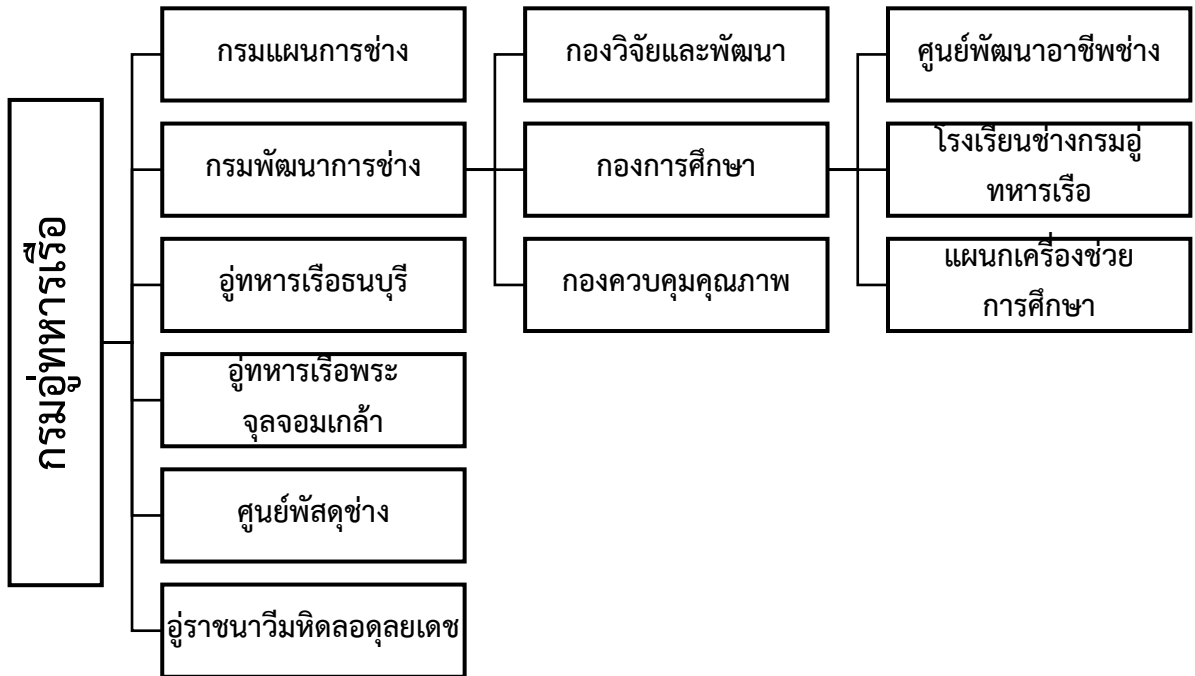 กรมอู่ทหารเรือ
กรมแผนการช่าง
กรมพัฒนาการช่าง
อู่ทหารเรือธนบุรี
อู่ทหารเรือพระ
จุลจอมเกล้า
ศูนย์พัสดุช่าง
อู่ราชนาวีมหิดลอดุลยเดช
กองวิจัยและพัฒนา
กองการศึกษา
กองควบคุมคุณภาพ
ศูนย์พัฒนาอาชีพช่าง
โรงเรียนช่างกรมอู่
ทหารเรือ
แผนกเครื่องช่วย
การศึกษา